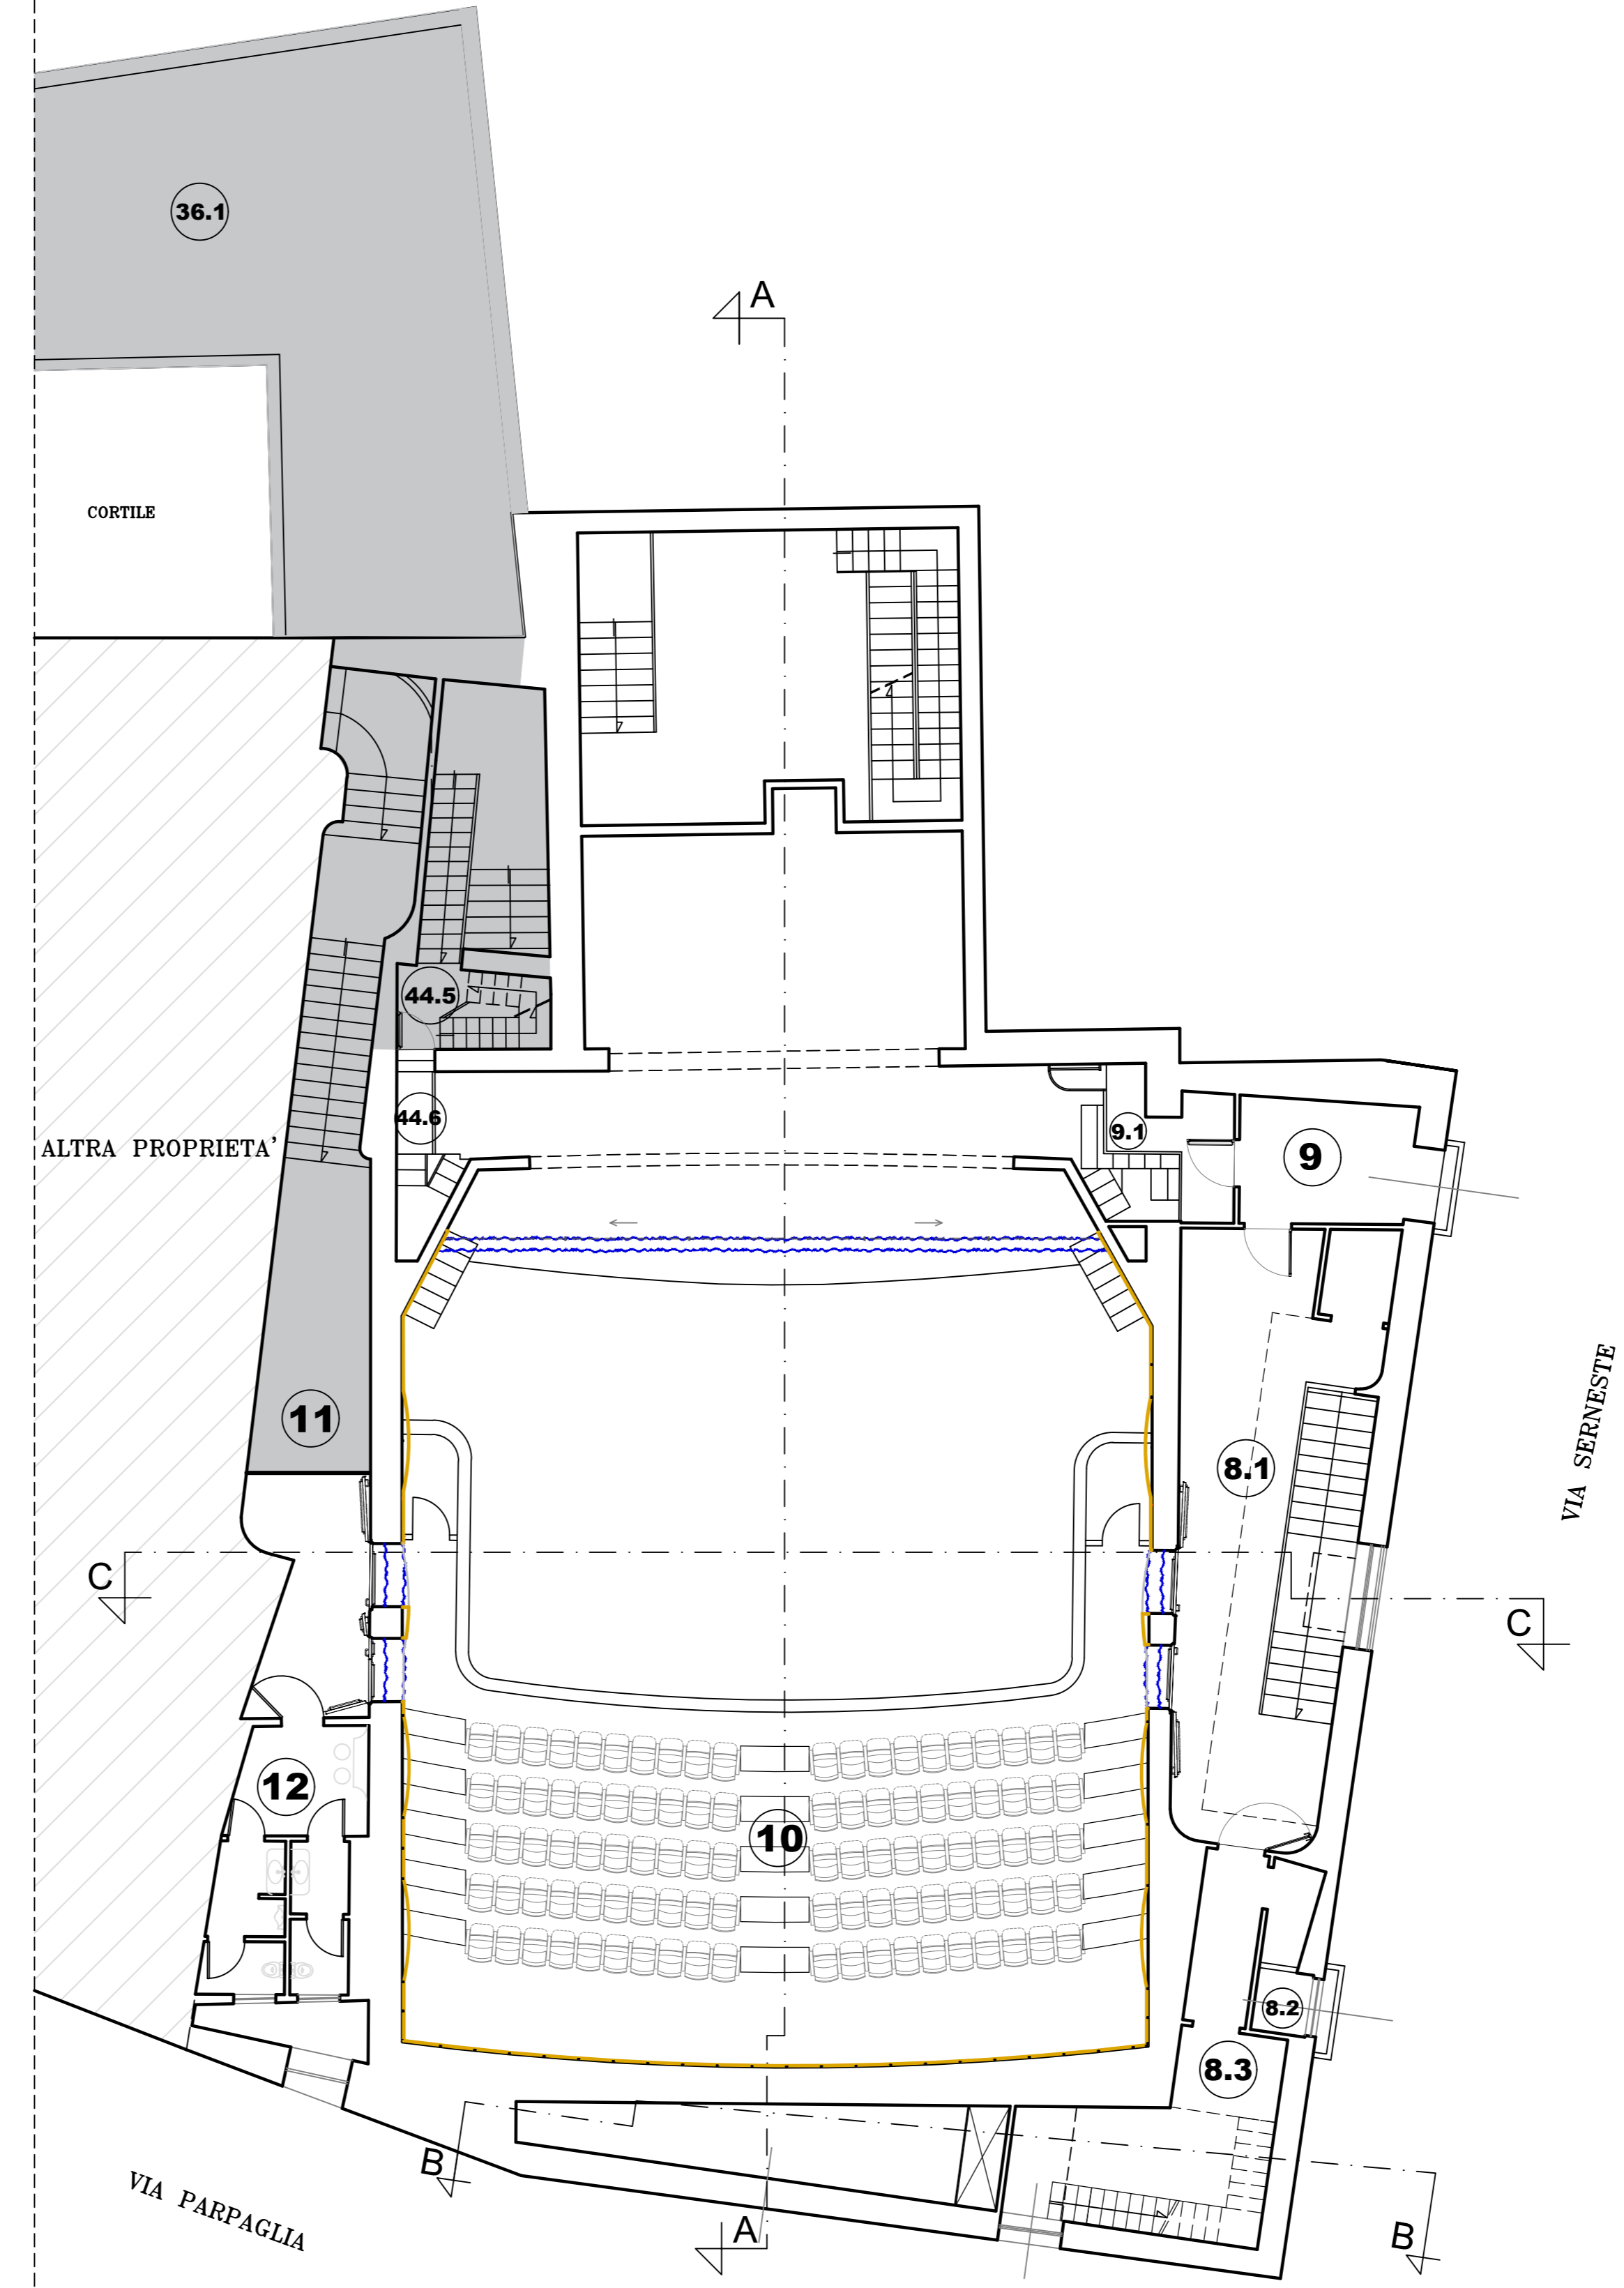 36.1
A
CORTILE
44.5
44.6
9.1
9
ALTRA PROPRIETA'
VIA SERNESTE
11
8.1
C
C
12
10
8.2
8.3
B
VIA PARPAGLIA
A
B